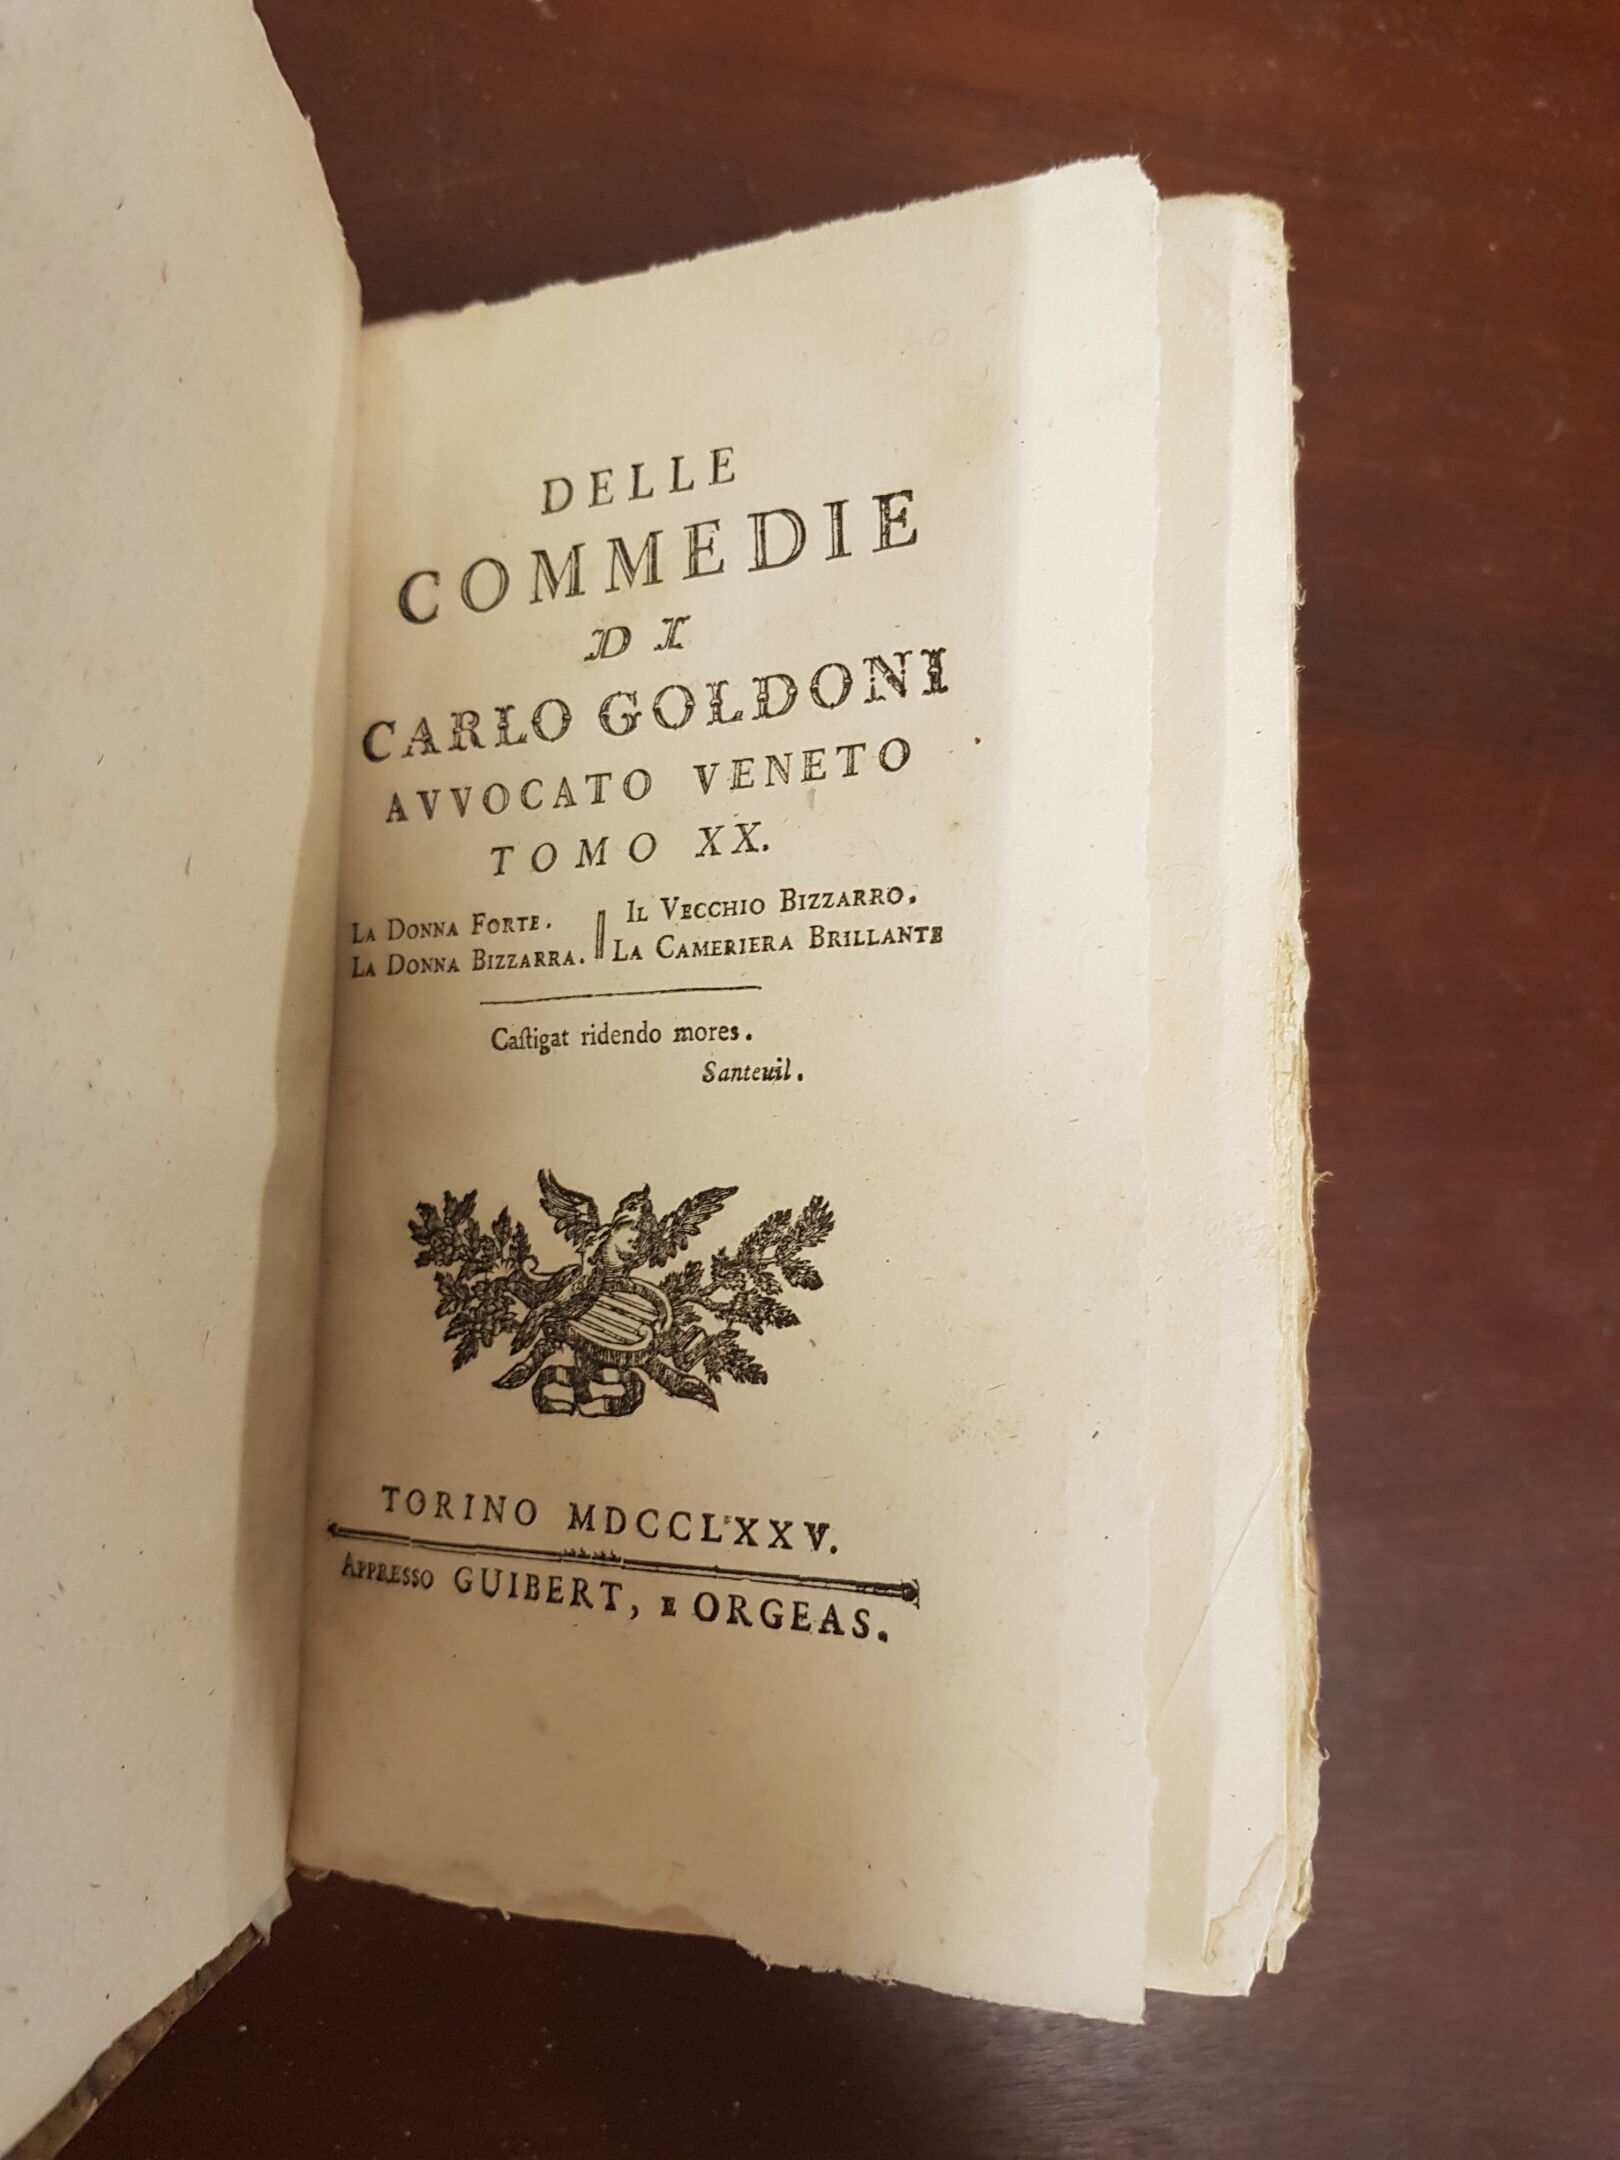 DELLE
COMMEDIE
DI
CARLO GOLDONI
AVVOCATO VENETO
TOMO XX.
LA DONNA FORTE. IL VECCHIO BIZZARRO.
LA DONNA BIZZARRA. LA CAMERIERA BRILLANTE
Caſtigat ridendo mores.
Santeuil.
TORINO MDCCLXXV.
APPRESSO GUIBERT, E ORGEAS.